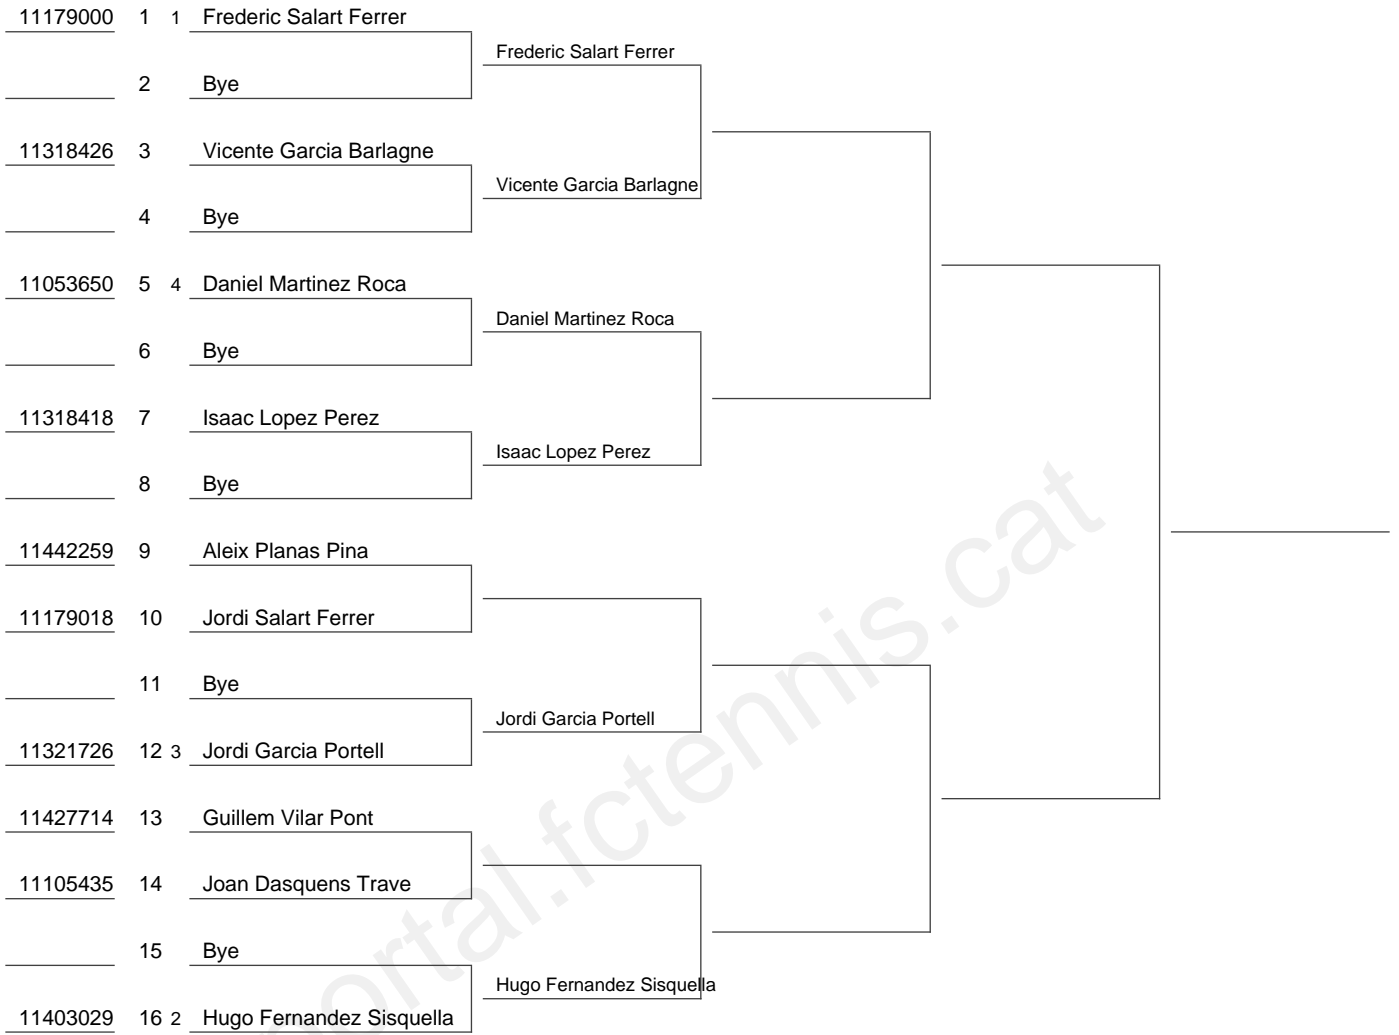 11179000 1 1 Frederic Salart Ferrer
Frederic Salart Ferrer
2 Bye
11318426 3 Vicente Garcia Barlagne
Vicente Garcia Barlagne
4 Bye
11053650 5 4 Daniel Martinez Roca
Daniel Martinez Roca
6 Bye
11318418 7 Isaac Lopez Perez
Isaac Lopez Perez
8 Bye
11442259 9 Aleix Planas Pina
11179018 10 Jordi Salart Ferrer
11 Bye
Jordi Garcia Portell
11321726 12 3 Jordi Garcia Portell
11427714 13 Guillem Vilar Pont
11105435 14 Joan Dasquens Trave
15 Bye
Hugo Fernandez Sisquella
11403029 16 2 Hugo Fernandez Sisquella
portal.fctennis.cat